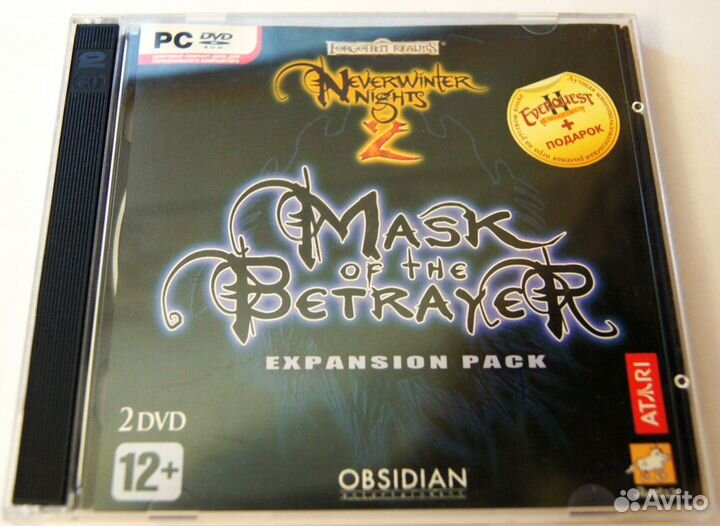 PC DVD
ROM
FORGOTTEN REALMS
NEVERWINTER
NIGHTS
2
EVERQUEST
II
+
ПОДАРОК
MASK
OF THE
BETRAYER
EXPANSION PACK
2 DVD
12+
OBSIDIAN
ATARI
Avito